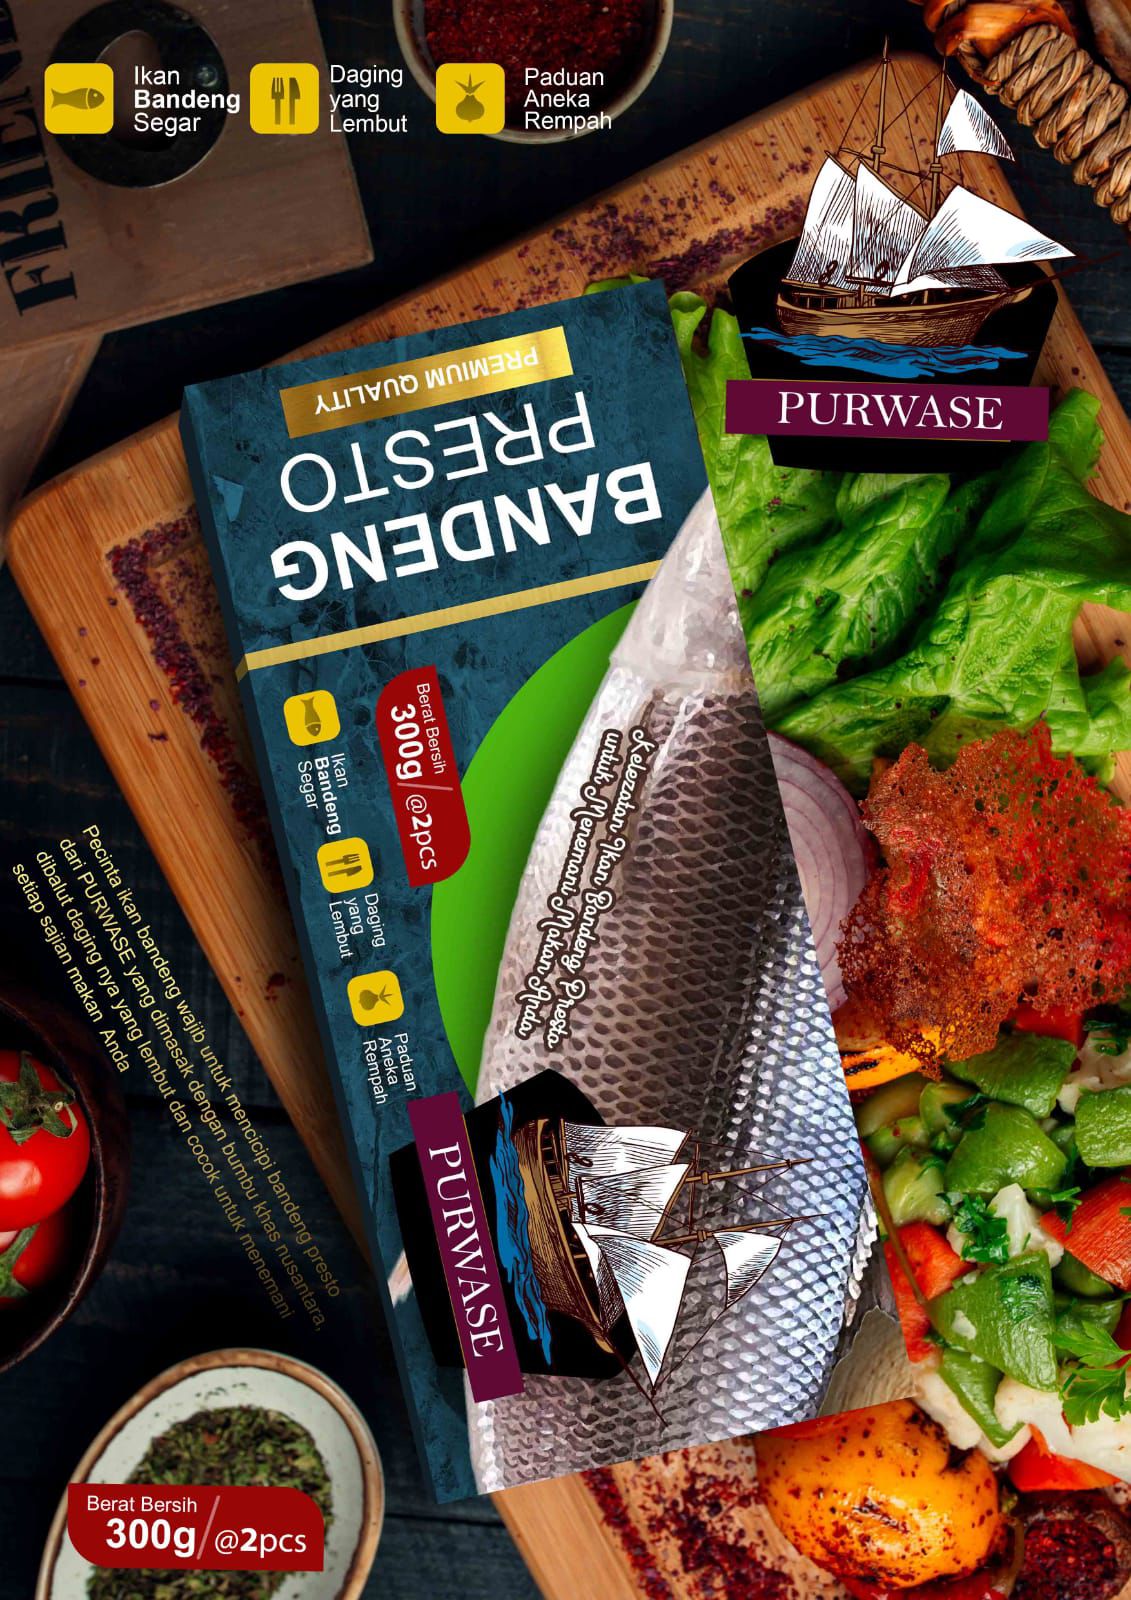 FRIEND
Ikan
Bandeng
Segar
Daging
yang
Lembut
Paduan
Aneka
Rempah
PURWASE
PREMIUM QUALITY
BANDENG
PRESTO
Berat Bersih
300g/@2pcs
Ikan
Bandeng
Segar
Daging
yang
Lembut
Paduan
Aneka
Rempah
Kelezatan Ikan Bandeng Presto
untuk Menemani Makan Anda
PURWASE
Pecinta ikan bandeng wajib untuk mencicipi bandeng presto
dari PURWASE yang dimasak dengan bumbu khas nusantara,
dibalut daging nya yang lembut dan cocok untuk menemani
setiap sajian makan Anda
Berat Bersih
300g/@2pcs